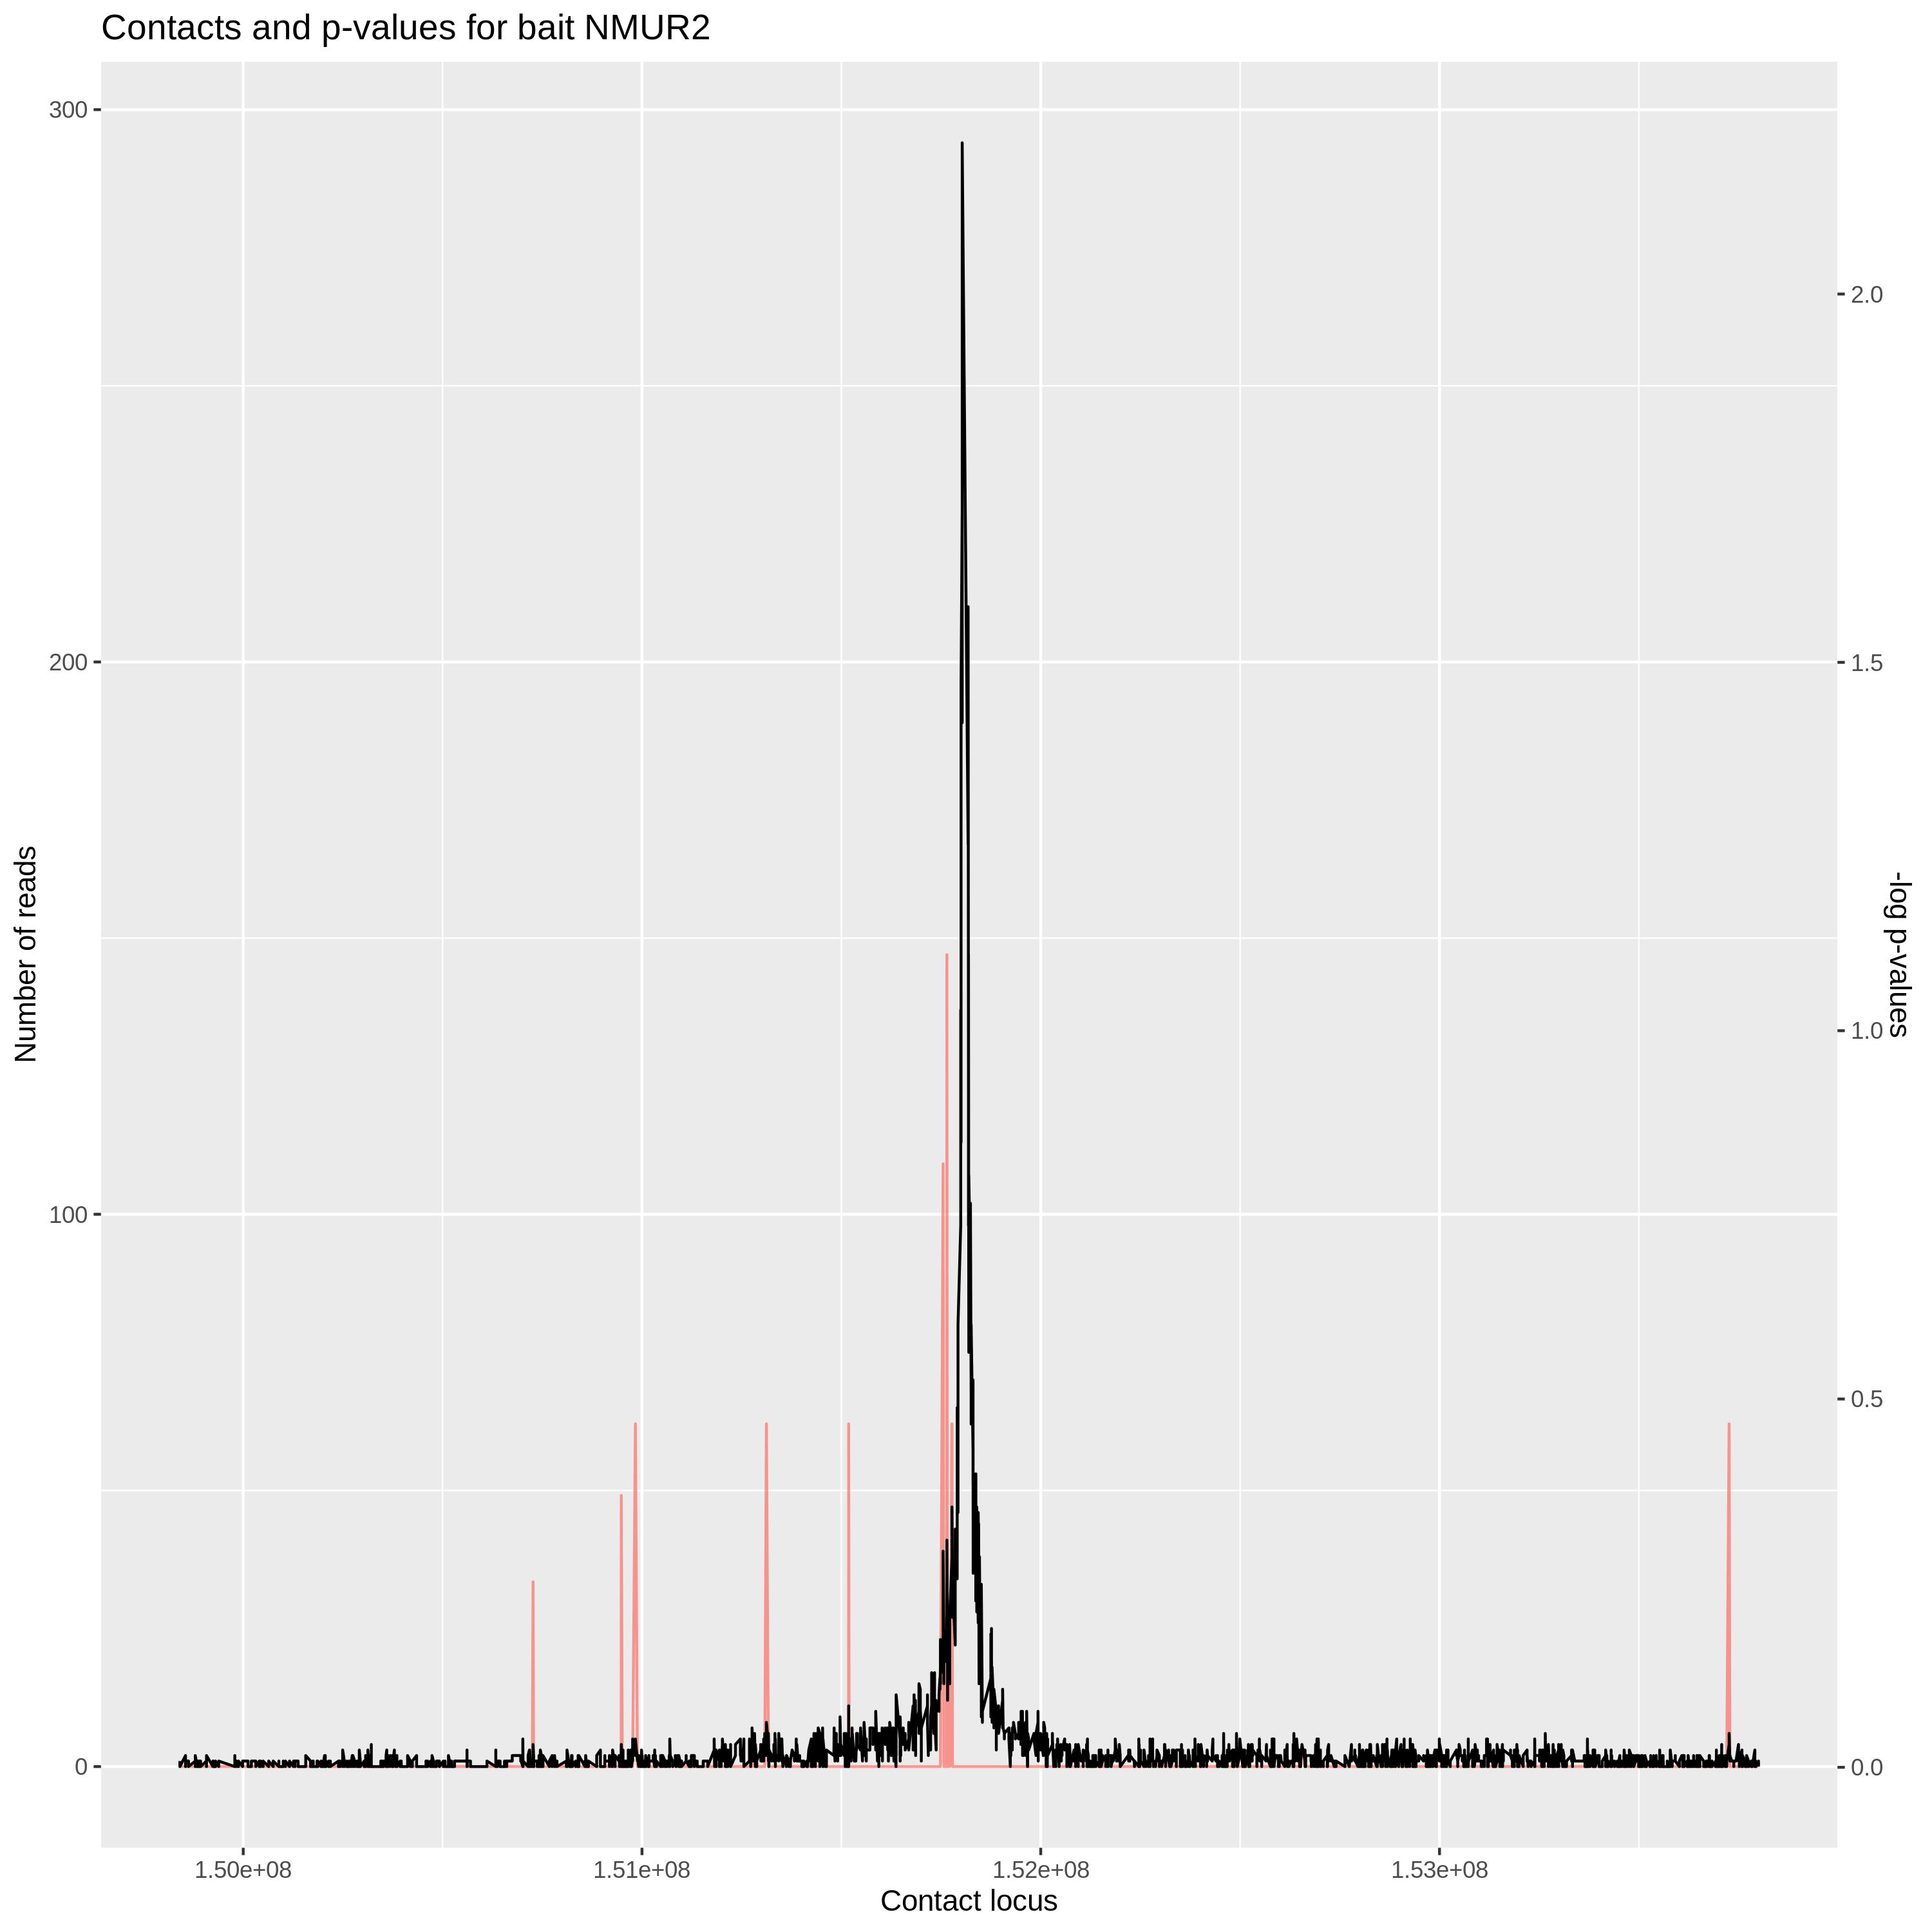 Contacts and p-values for bait NMUR2
300
200
100
0
Number of reads
2.0
1.5
1.0
0.5
0.0
-log p-values
1.50e+08
1.51e+08
1.52e+08
1.53e+08
Contact locus